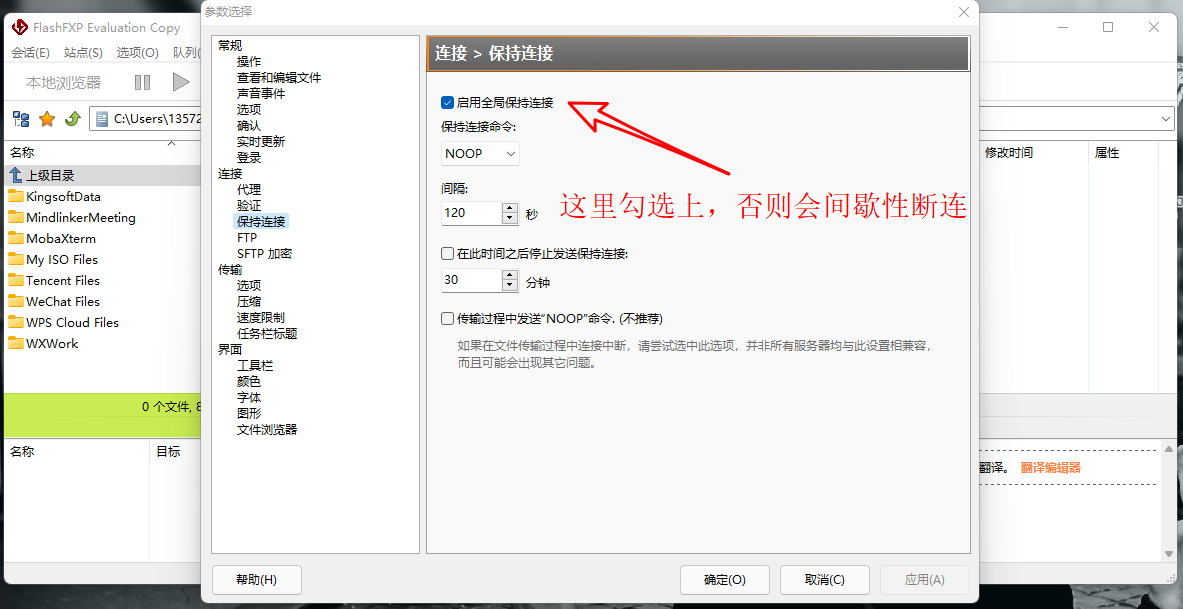 FlashFXP Evaluation Copy
会话(E) 站点(S) 选项(O) 队列(
本地浏览器
C:\Users\13572
名称
上级目录
KingsoftData
MindlinkerMeeting
MobaXterm
My ISO Files
Tencent Files
WeChat Files
WPS Cloud Files
WXWork
0 个文件, 8
名称 目标
参数选择
常规
操作
查看和编辑文件
声音事件
选项
确认
实时更新
登录
连接
代理
验证
保持连接
FTP
SFTP 加密
传输
选项
压缩
速度限制
任务栏标题
界面
工具栏
颜色
字体
图形
文件浏览器
连接 > 保持连接
启用全局保持连接
保持连接命令:
NOOP
间隔:
120 秒
这里勾选上，否则会间歇性断连
在此时间之后停止发送保持连接:
30 分钟
传输过程中发送“NOOP”命令. (不推荐)
如果在文件传输过程中连接中断，请尝试选中此选项，并非所有服务器均与此设置相兼容，
而且可能会出现其它问题。
帮助(H) 确定(O) 取消(C) 应用(A)
修改时间 属性
翻译。 翻译编辑器